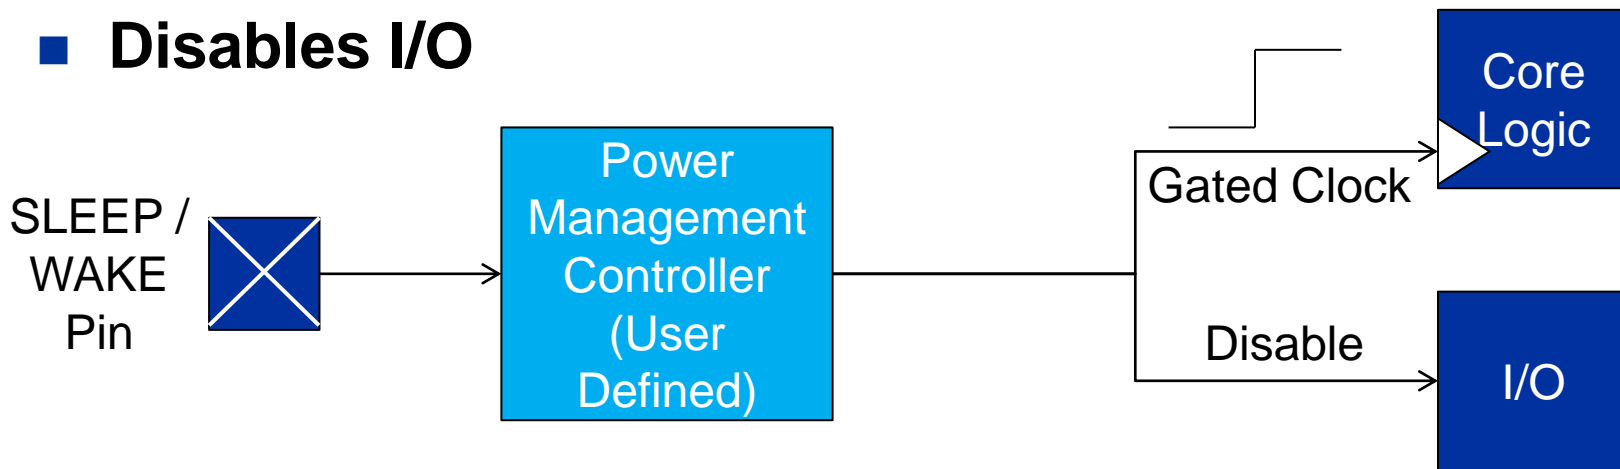 Disables I/O
SLEEP /
WAKE
Pin
Power
Management
Controller
(User
Defined)
Gated Clock
Disable
Core
Logic
I/O